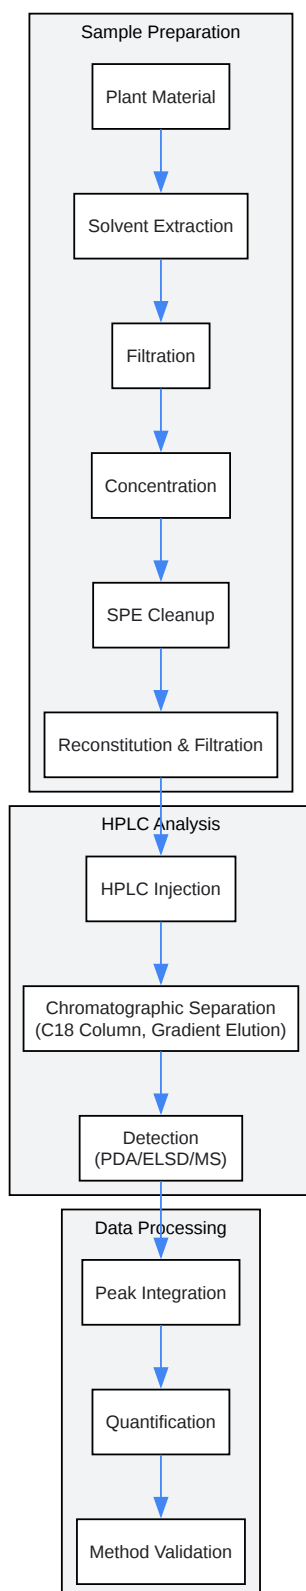 Sample Preparation
Plant Material
Solvent Extraction
Filtration
Concentration
SPE Cleanup
Reconstitution & Filtration
HPLC Analysis
HPLC Injection
Chromatographic Separation
(C18 Column, Gradient Elution)
Detection
(PDA/ELSD/MS)
Data Processing
Peak Integration
Quantification
Method Validation